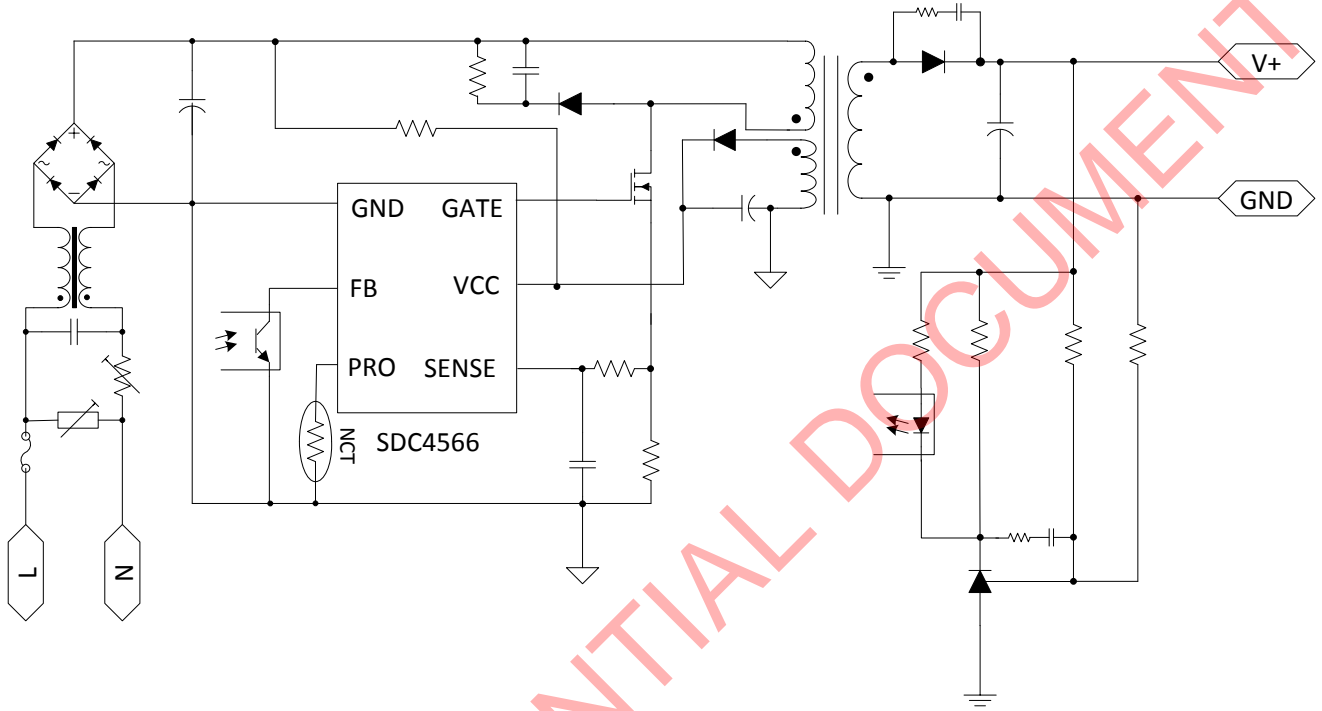 V+
GND
GND GATE
FB VCC
PRO SENSE
NCT
SDC4566
L
N
NTIAL DOCUMENT